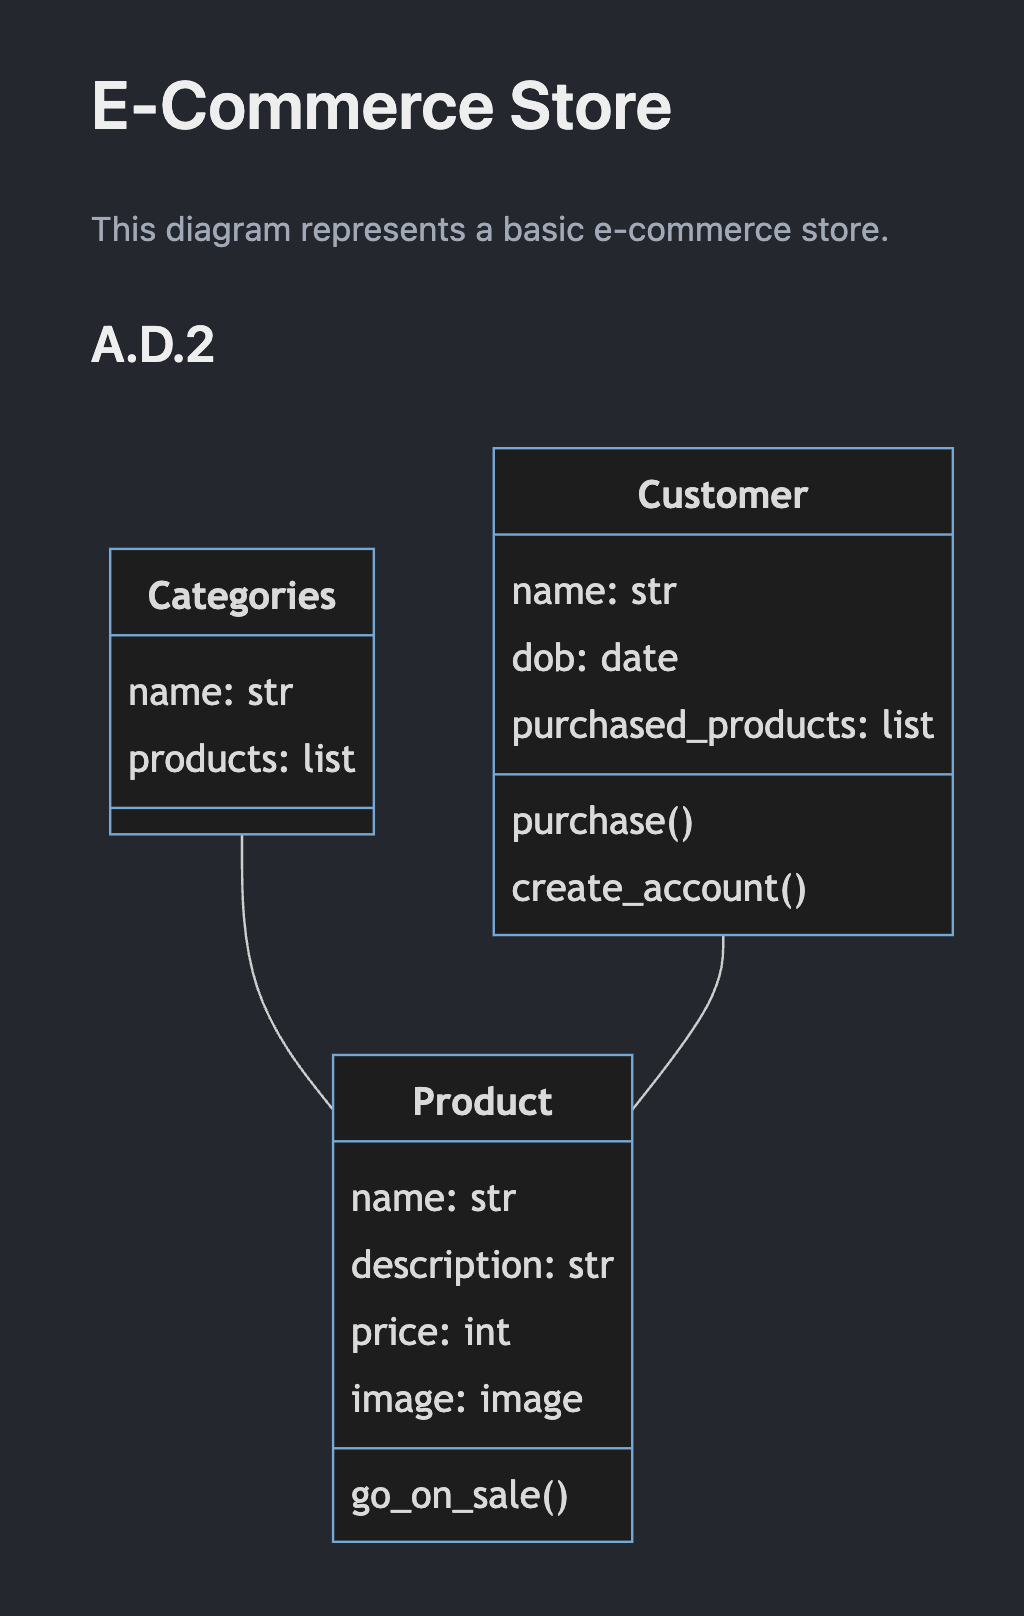 E-Commerce Store
This diagram represents a basic e-commerce store.
A.D.2
Categories
name: str
products: list
Customer
name: str
dob: date
purchased_products: list
purchase()
create_account()
Product
name: str
description: str
price: int
image: image
go_on_sale()